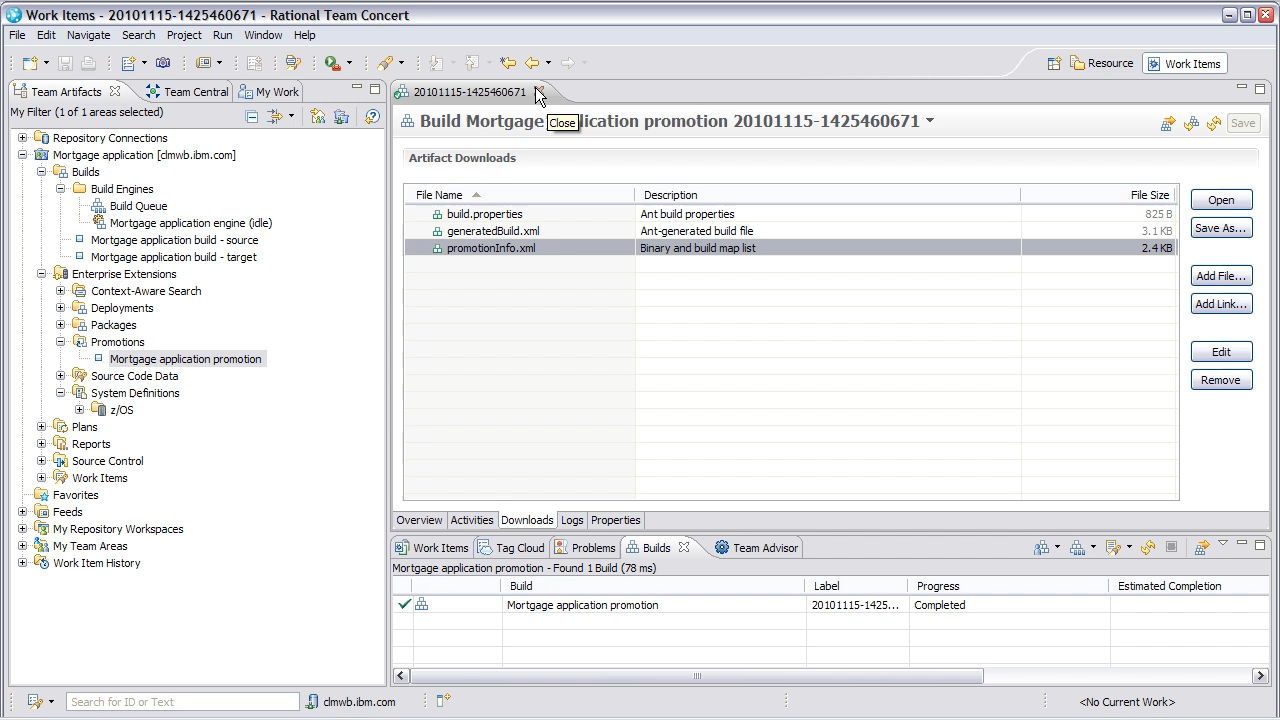 Work Items - 20101115-1425460671 - Rational Team Concert
File Edit Navigate Search Project Run Window Help
Resource Work Items
Team Artifacts Team Central My Work
20101115-1425460671
My Filter (1 of 1 areas selected)
Build Mortgage lication promotion 20101115-1425460671
Close
Save
Repository Connections
Mortgage application [clmwb.ibm.com]
Builds
Build Engines
Build Queue
Mortgage application engine (idle)
Mortgage application build - source
Mortgage application build - target
Enterprise Extensions
Context-Aware Search
Deployments
Packages
Promotions
Mortgage application promotion
Source Code Data
System Definitions
z/OS
Plans
Reports
Source Control
Work Items
Favorites
Feeds
My Repository Workspaces
My Team Areas
Work Item History
Artifact Downloads
File Name Description File Size
build.properties Ant build properties 825 B
generatedBuild.xml Ant-generated build file 3.1 KB
promotionInfo.xml Binary and build map list 2.4 KB
Open
Save As...
Add File...
Add Link...
Edit
Remove
Overview Activities Downloads Logs Properties
Work Items Tag Cloud Problems Builds Team Advisor
Mortgage application promotion - Found 1 Build (78 ms)
Build Label Progress Estimated Completion
Mortgage application promotion 20101115-1425... Completed
Search for ID or Text
clmwb.ibm.com
<No Current Work>